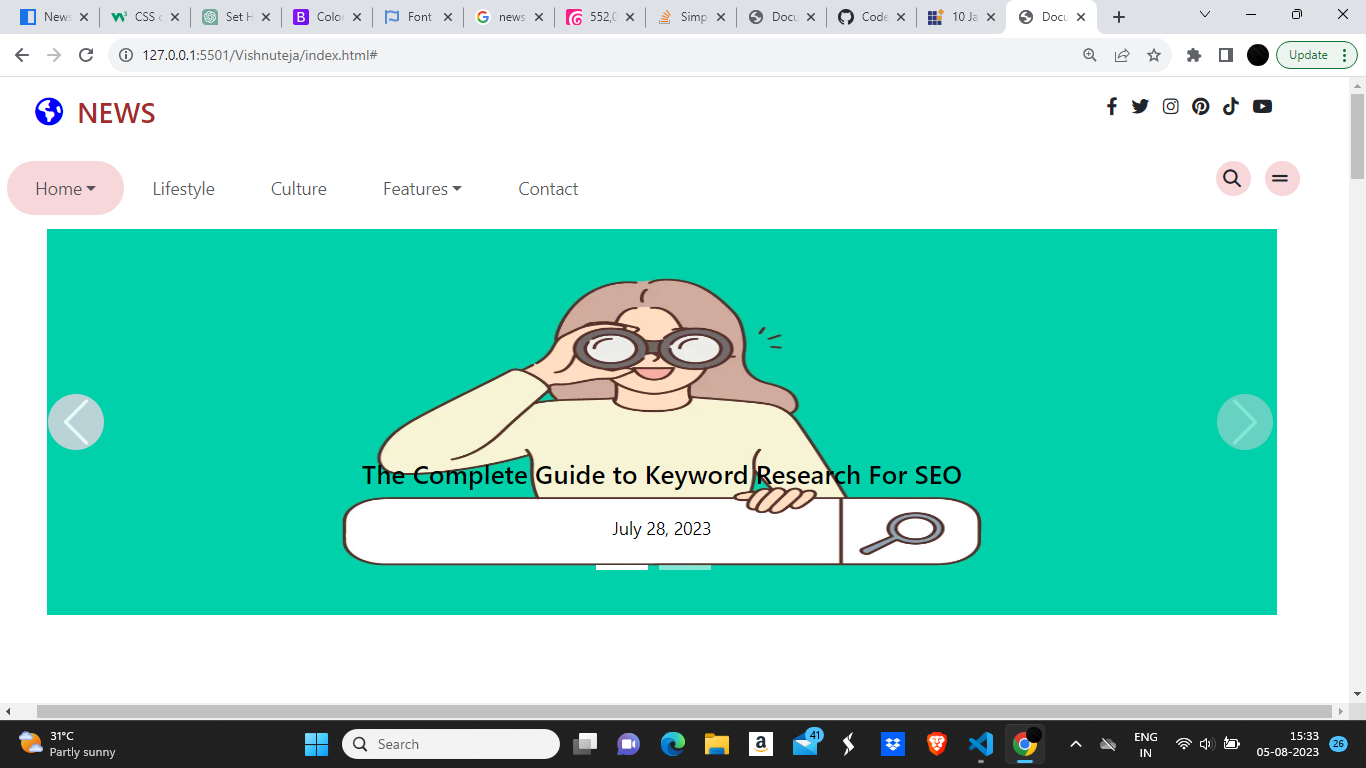 News
CSS
Set H
B Color
Font
news
552,0
Simp
Docu
Code
10 Ja
Docu
127.0.0.1:5501/Vishnuteja/index.html#
Update
NEWS
Home Lifestyle Culture Features Contact
The Complete Guide to Keyword Research For SEO
July 28, 2023
31°C
Partly sunny
Search
41
ENG
IN
15:33
05-08-2023
26